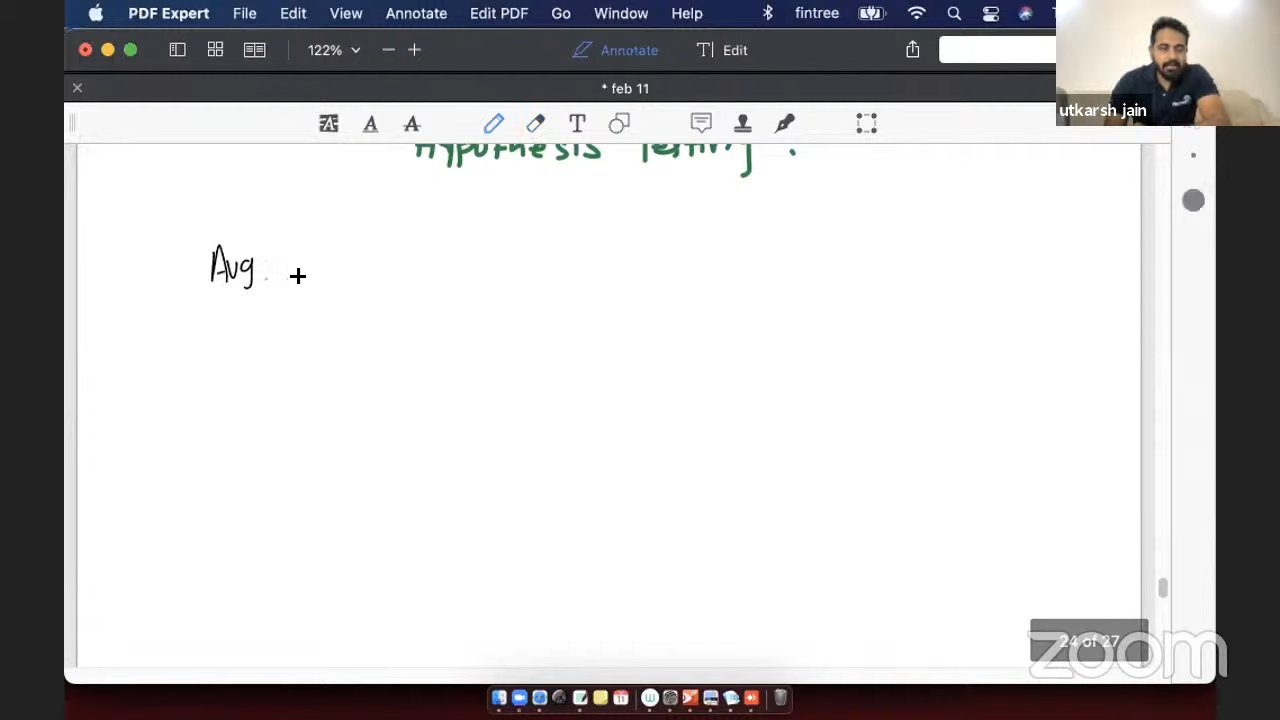 PDF Expert File Edit View Annotate Edit PDF Go Window Help fintree
122% Annotate T Edit
* feb 11
utkarsh jain
Hypothesis Testing :
Avg :
24 of 27
zoom